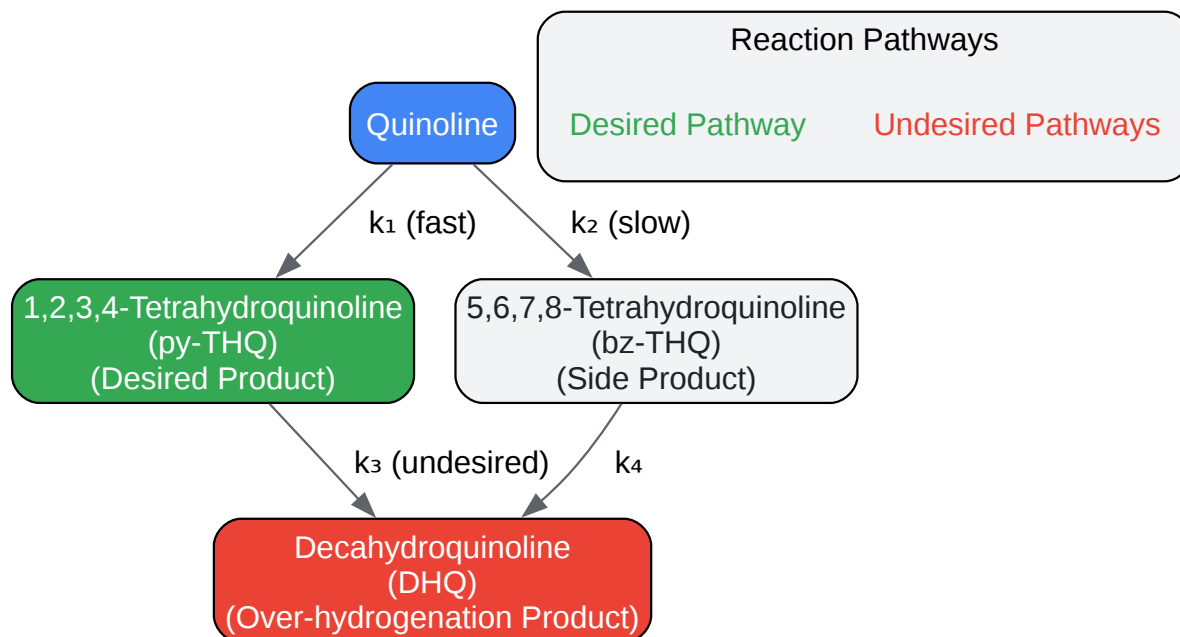 Reaction Pathways
Desired Pathway
Undesired Pathways
Quinoline
k₁ (fast)
k₂ (slow)
1,2,3,4-Tetrahydroquinoline
(py-THQ)
(Desired Product)
5,6,7,8-Tetrahydroquinoline
(bz-THQ)
(Side Product)
k₃ (undesired)
k₄
Decahydroquinoline
(DHQ)
(Over-hydrogenation Product)